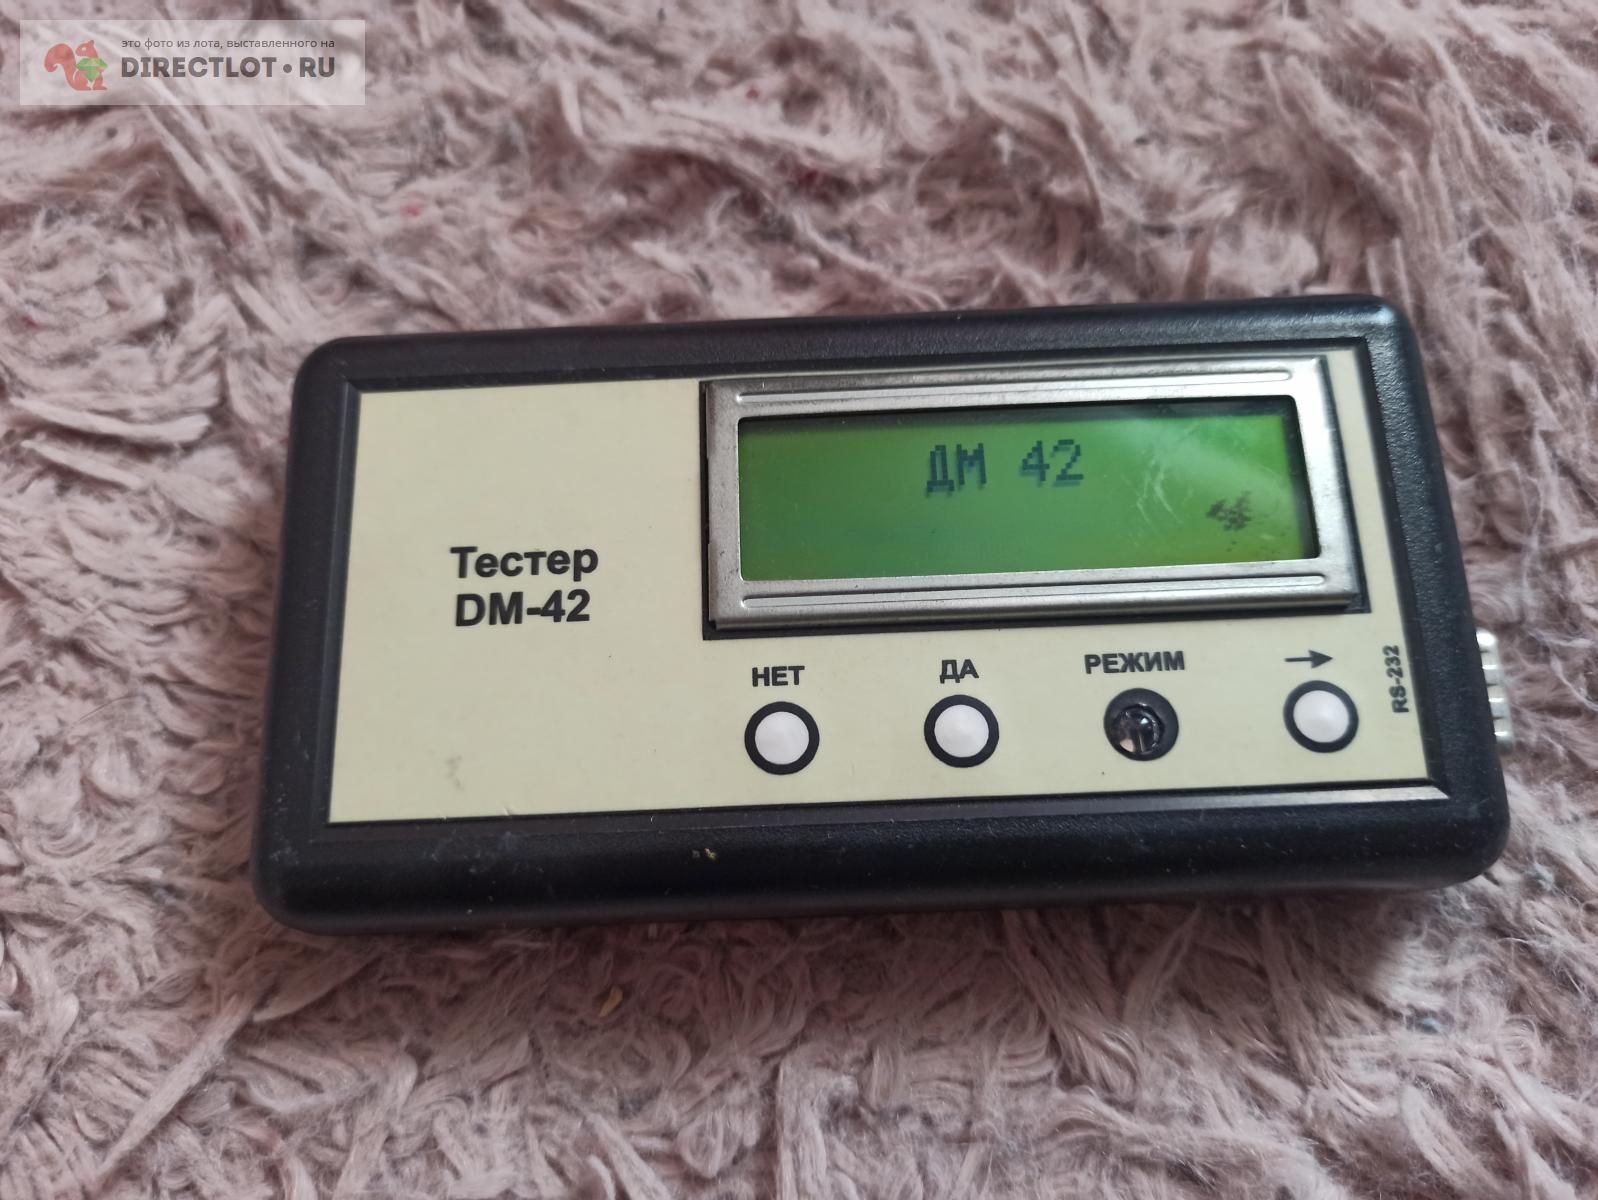 это фото из лота, выставленного на
DIRECTLOT•RU
ДМ 42
Тестер
DM-42
НЕТ
ДА
РЕЖИМ
→
RS-232